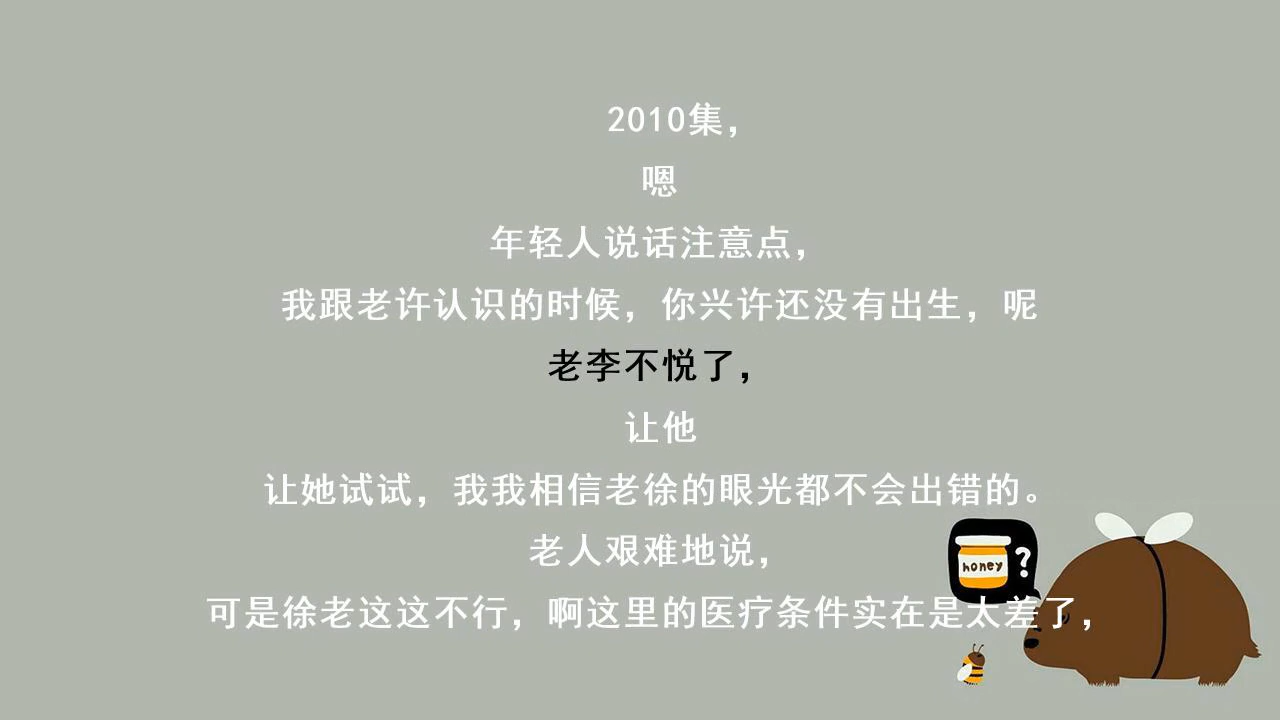 2010集，
嗯
年轻人说话注意点，
我跟老许认识的时候，你兴许还没有出生，呢
老李不悦了，
让他
让她试试，我我相信老徐的眼光都不会出错的。
老人艰难地说，
可是徐老这这不行，啊这里的医疗条件实在是太差了，
honey
?